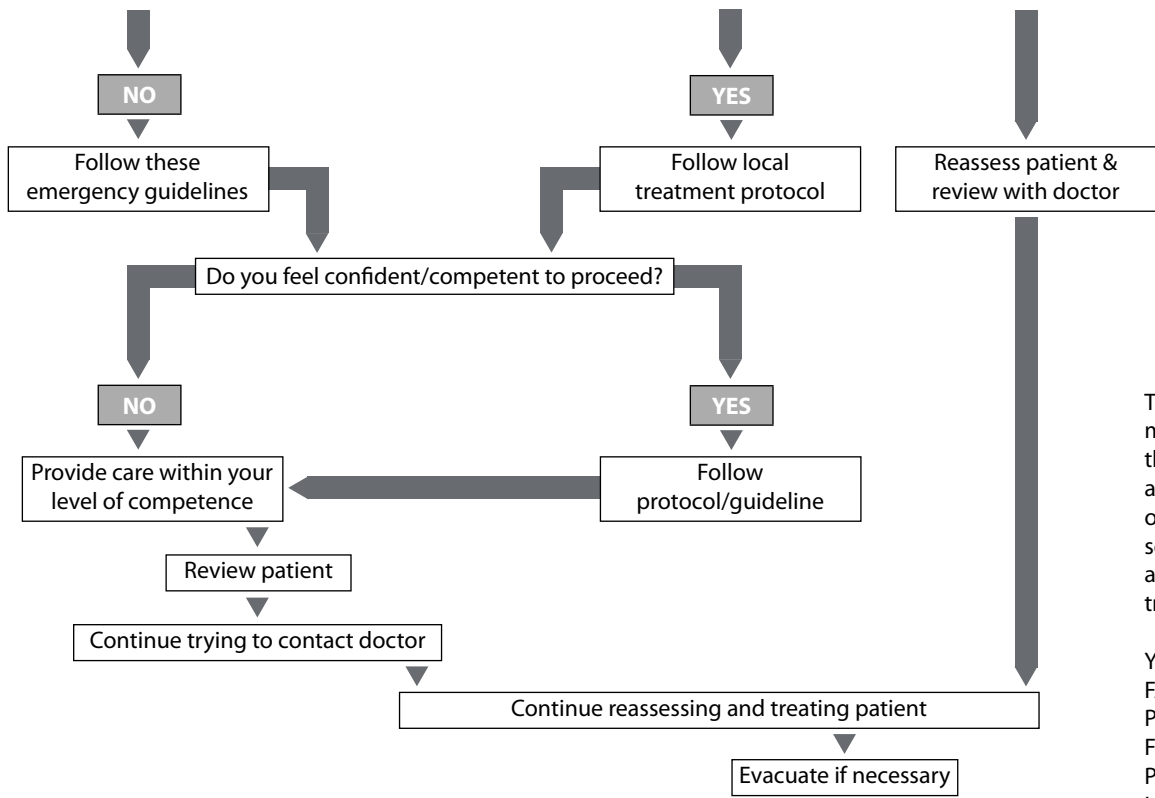 NO
YES
Follow these
emergency guidelines
Follow local
treatment protocol
Reassess patient &
review with doctor
Do you feel confident/competent to proceed?
NO
YES
Provide care within your
level of competence
Follow
protocol/guideline
Review patient
Continue trying to contact doctor
Continue reassessing and treating patient
Evacuate if necessary